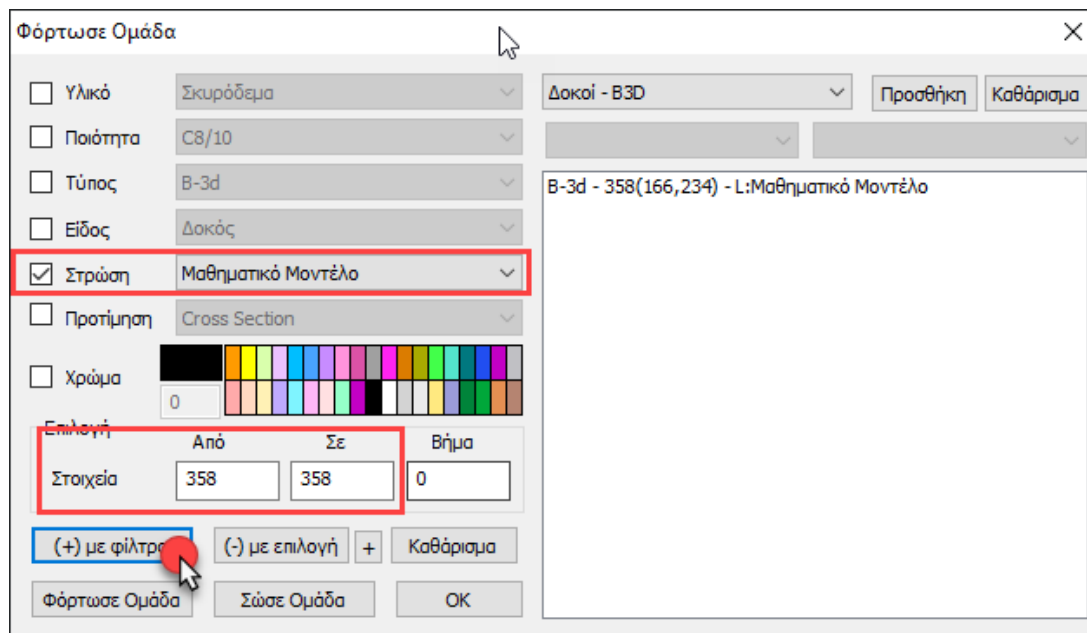 Φόρτωσε Ομάδα
Υλικό Σκυρόδεμα Δοκοί - B3D Προσθήκη Καθάρισμα
Ποιότητα C8/10
Τύπος B-3d B-3d - 358(166,234) - L:Μαθηματικό Μοντέλο
Είδος Δοκός
Στρώση Μαθηματικό Μοντέλο
Προτίμηση Cross Section
Χρώμα
0
Επιλογή
Από Σε Βήμα
Στοιχεία 358 358 0
(+) με φίλτρο (-) με επιλογή + Καθάρισμα
Φόρτωσε Ομάδα Σώσε Ομάδα OK